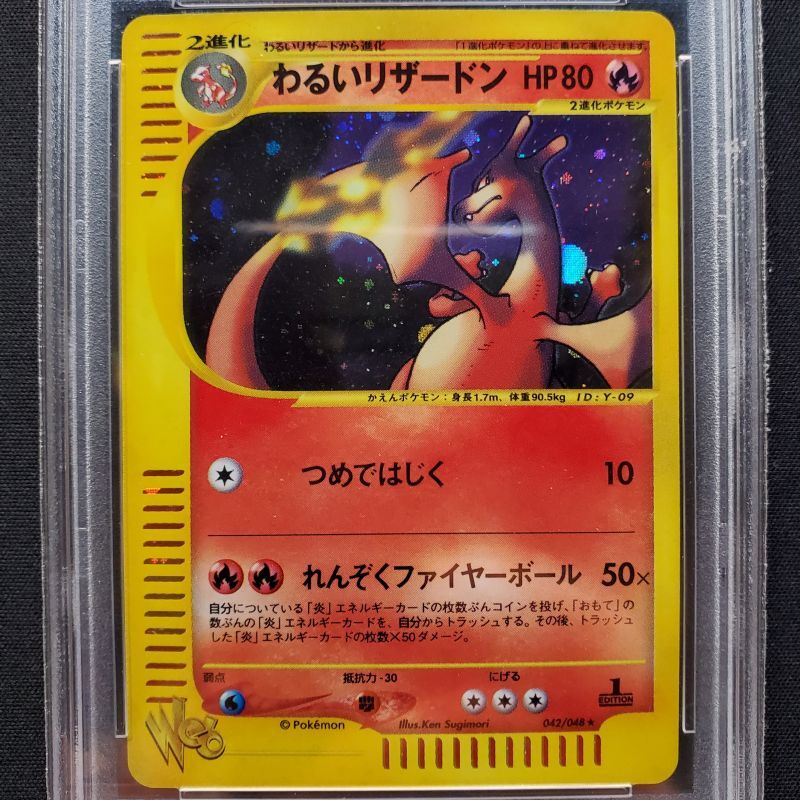 2進化 わるいリザードから進化 「1進化ポケモン」の上に重ねて進化させます。
わるいリザードン HP80
2進化ポケモン
かえんポケモン：身長1.7m、体重90.5kg ID:Y-09
つめではじく 10
れんぞくファイヤーボール 50×
自分についている「炎」エネルギーカードの枚数ぶんコインを投げ、「おもて」の
数ぶんの「炎」エネルギーカードを、自分からトラッシュする。その後、トラッシュ
した「炎」エネルギーカードの枚数×50ダメージ。
弱点 抵抗力-30 にげる
1
EDITION
Web
©Pokémon Illus.Ken Sugimori 042/048★